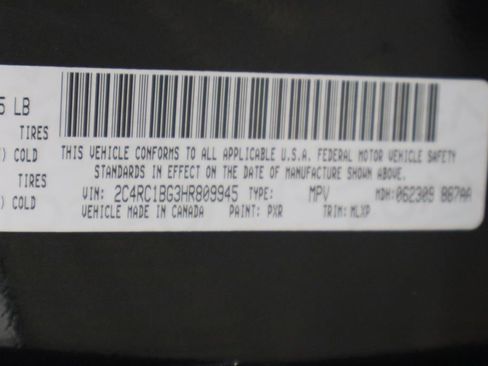 5 LB
TIRES
) COLD
TIRES
) COLD
THIS VEHICLE CONFORMS TO ALL APPLICABLE U.S.A. FEDERAL MOTOR VEHICLE SAFETY
STANDARDS IN EFFECT ON THE DATE OF MANUFACTURE SHOWN ABOVE.
VIN: 2C4RC1BG3HR809945 TYPE: MPV MDH: 062309 B67AA
VEHICLE MADE IN CANADA PAINT: PXR TRIM: MLXP